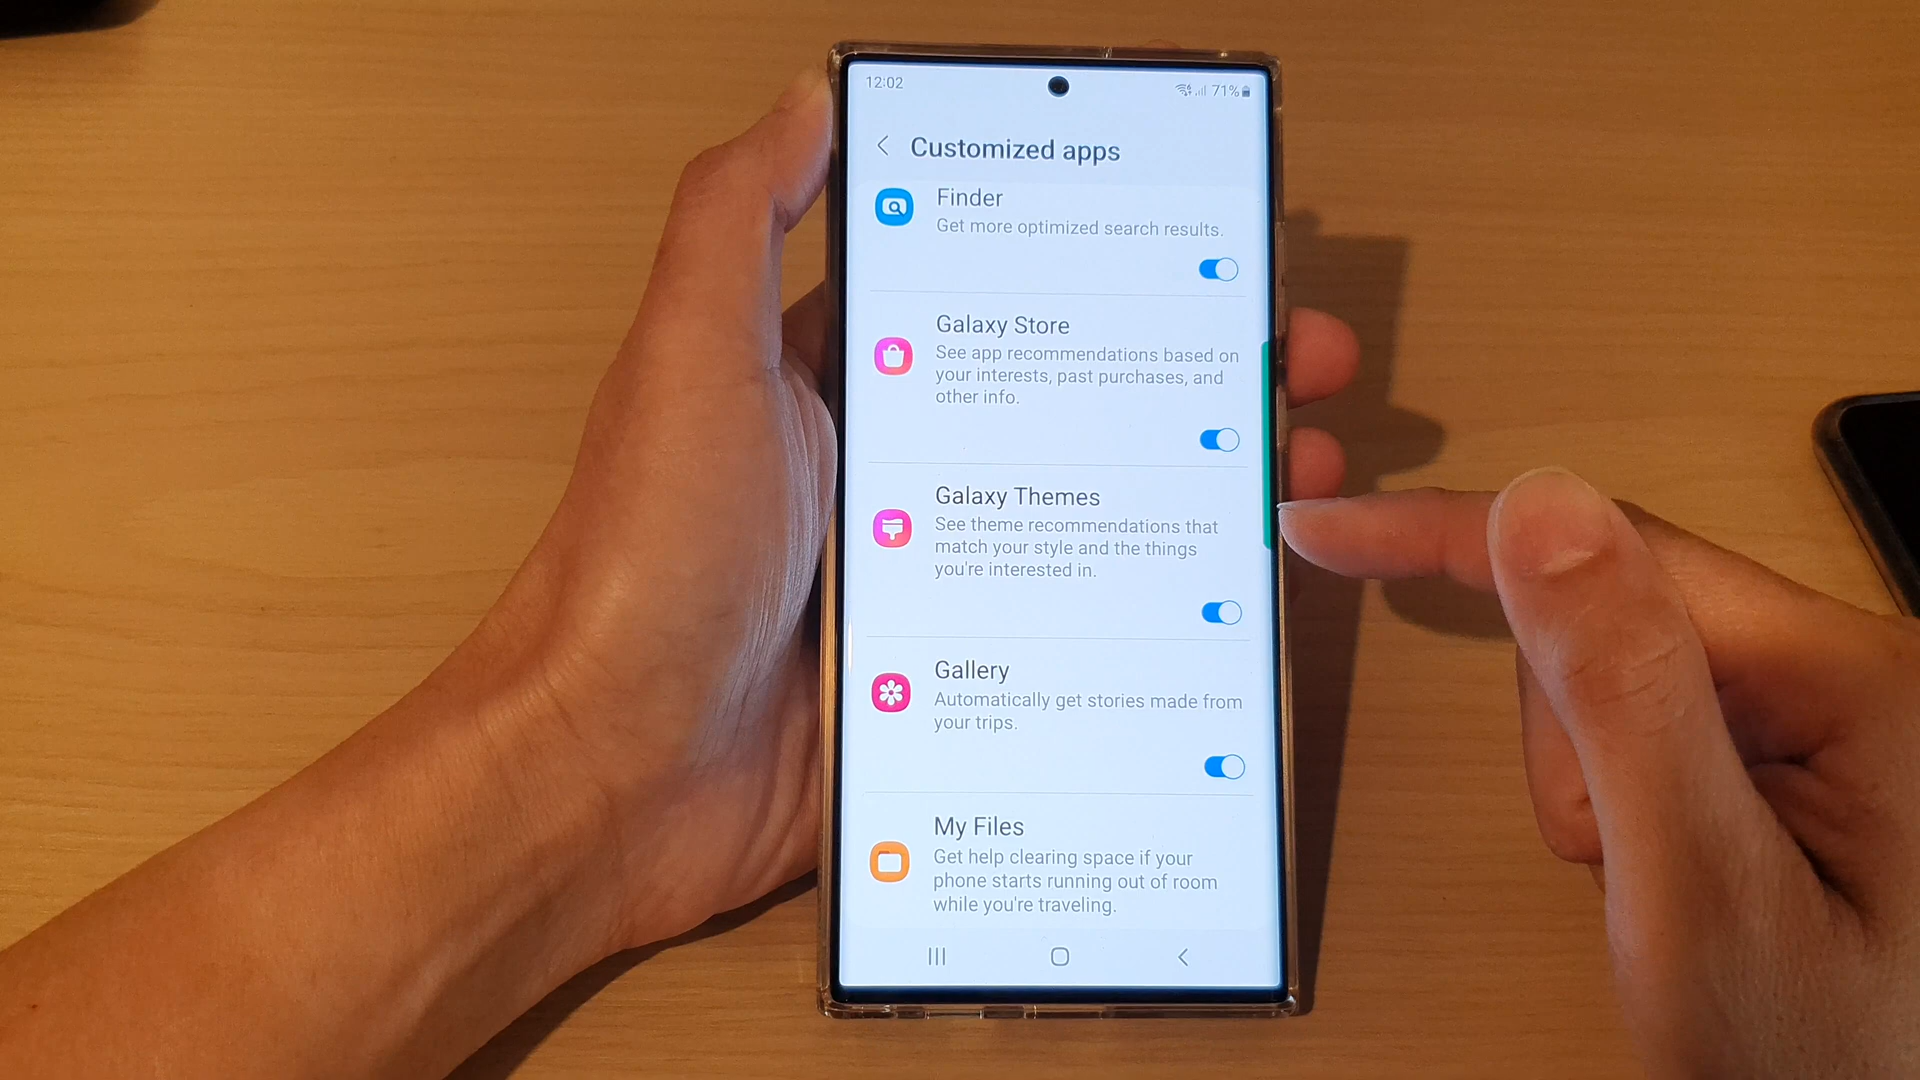 12:02
71%
Customized apps
Finder
Get more optimized search results.
Galaxy Store
See app recommendations based on
your interests, past purchases, and
other info.
Galaxy Themes
See theme recommendations that
match your style and the things
you're interested in.
Gallery
Automatically get stories made from
your trips.
My Files
Get help clearing space if your
phone starts running out of room
while you're traveling.